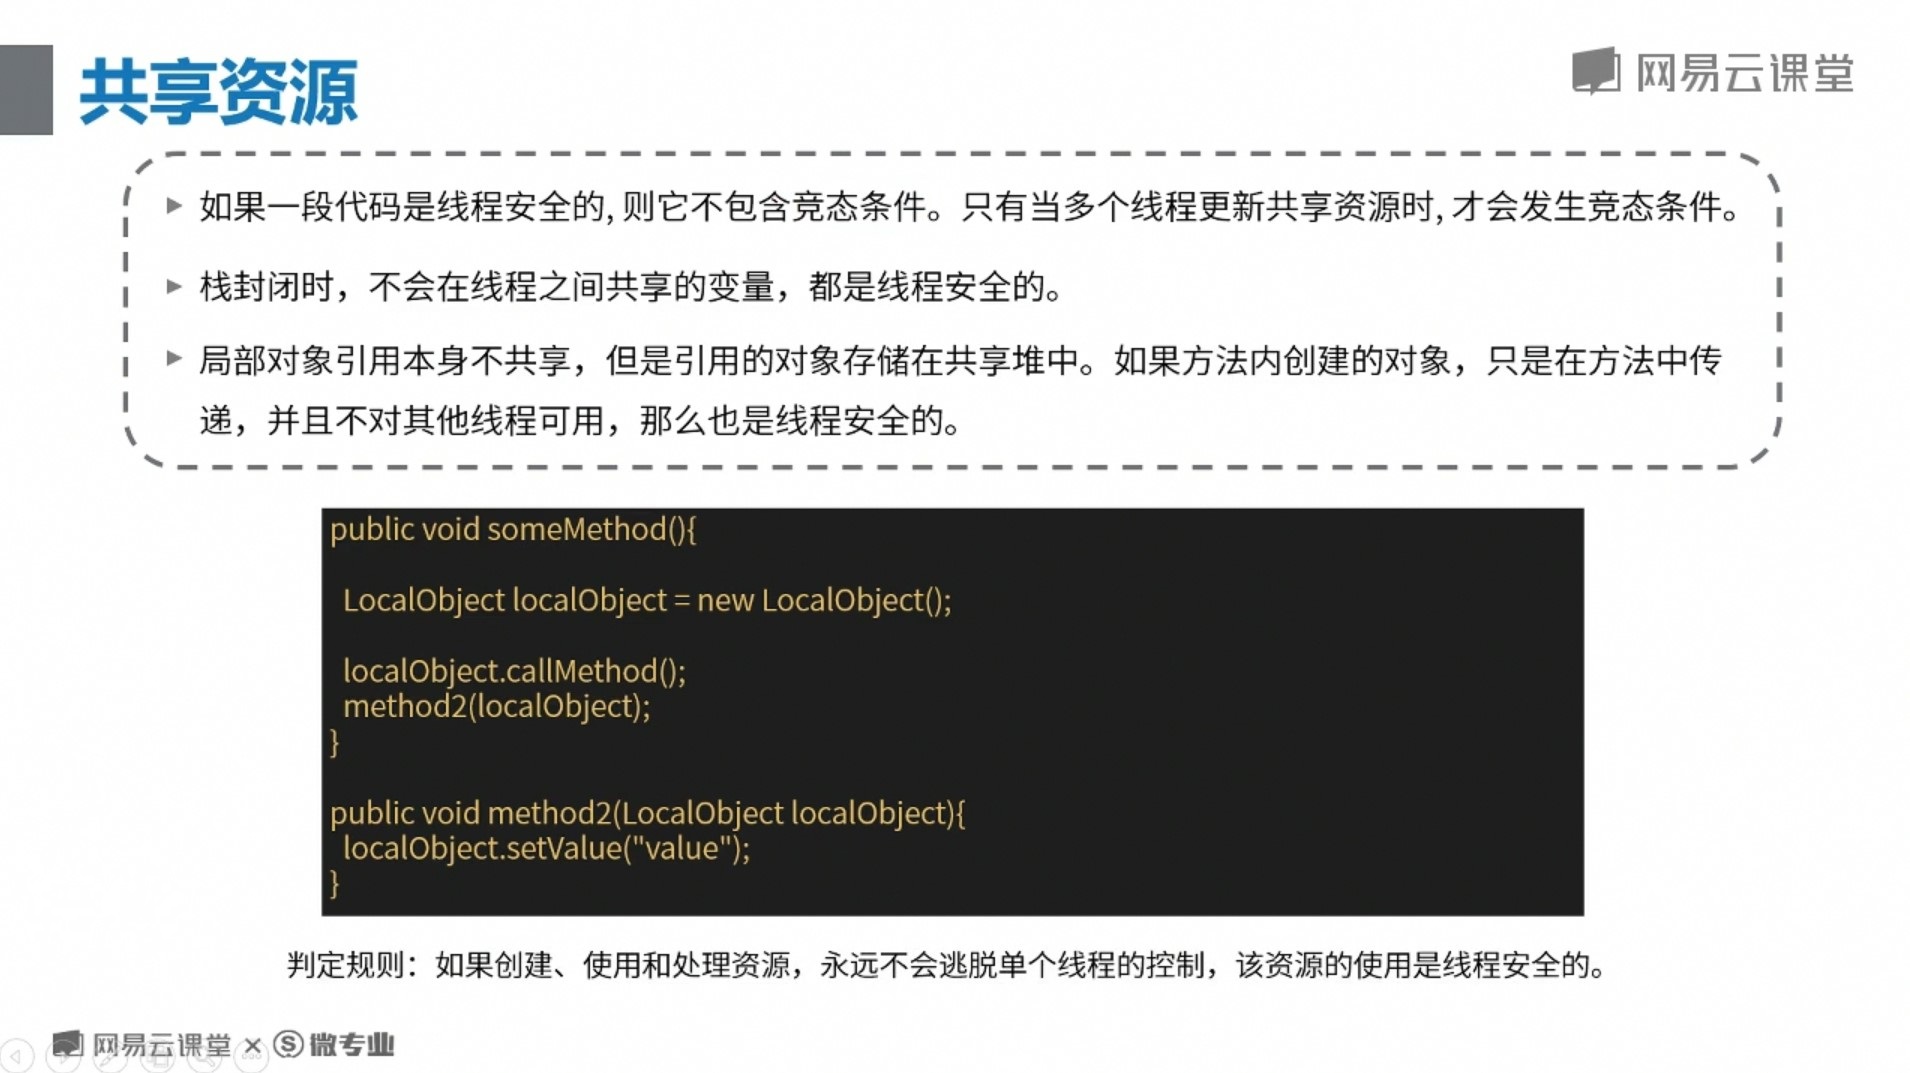 共享资源
网易云课堂
如果一段代码是线程安全的, 则它不包含竞态条件。只有当多个线程更新共享资源时, 才会发生竞态条件。
栈封闭时，不会在线程之间共享的变量，都是线程安全的。
局部对象引用本身不共享，但是引用的对象存储在共享堆中。如果方法内创建的对象，只是在方法中传
递，并且不对其他线程可用，那么也是线程安全的。
public void someMethod(){
LocalObject localObject = new LocalObject();
localObject.callMethod();
method2(localObject);
}
public void method2(LocalObject localObject){
localObject.setValue("value");
}
判定规则：如果创建、使用和处理资源，永远不会逃脱单个线程的控制，该资源的使用是线程安全的。
网易云课堂 × 微专业